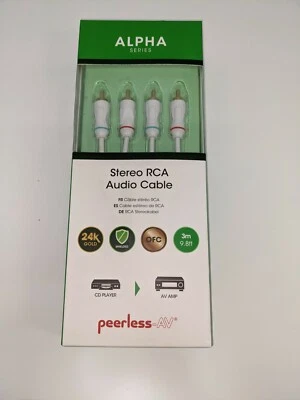 ALPHA
SERIES
Stereo RCA
Audio Cable
FR Câble stéréo RCA
ES Cable estéreo de RCA
DE RCA Stereokabel
24k
GOLD
SHIELDED
OFC
3m
9.8ft
CD PLAYER
AV AMP
peerless-AV®